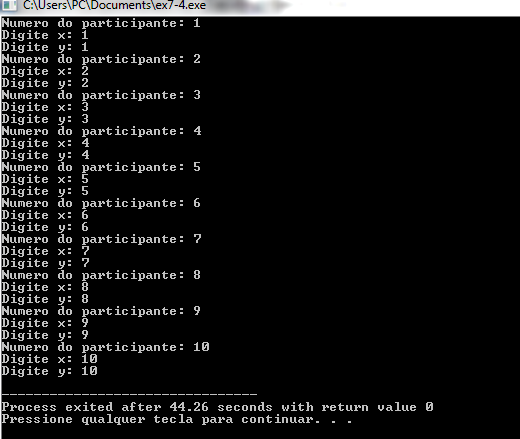 C:\Users\PC\Documents\ex7-4.exe
Numero do participante: 1
Digite x: 1
Digite y: 1
Numero do participante: 2
Digite x: 2
Digite y: 2
Numero do participante: 3
Digite x: 3
Digite y: 3
Numero do participante: 4
Digite x: 4
Digite y: 4
Numero do participante: 5
Digite x: 5
Digite y: 5
Numero do participante: 6
Digite x: 6
Digite y: 6
Numero do participante: 7
Digite x: 7
Digite y: 7
Numero do participante: 8
Digite x: 8
Digite y: 8
Numero do participante: 9
Digite x: 9
Digite y: 9
Numero do participante: 10
Digite x: 10
Digite y: 10
--------------------------------
Process exited after 44.26 seconds with return value 0
Pressione qualquer tecla para continuar. . .